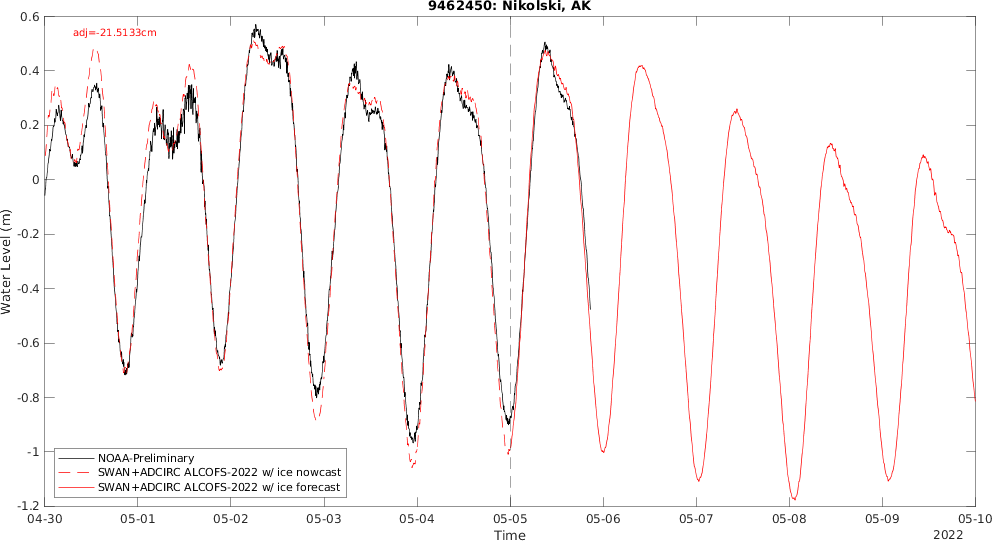 9462450: Nikolski, AK
adj=-21.5133cm
0.6
0.4
0.2
0
-0.2
-0.4
-0.6
-0.8
-1
-1.2
Water Level (m)
NOAA-Preliminary
SWAN+ADCIRC ALCOFS-2022 w/ ice nowcast
SWAN+ADCIRC ALCOFS-2022 w/ ice forecast
04-30 05-01 05-02 05-03 05-04 05-05 05-06 05-07 05-08 05-09 05-10
Time
2022